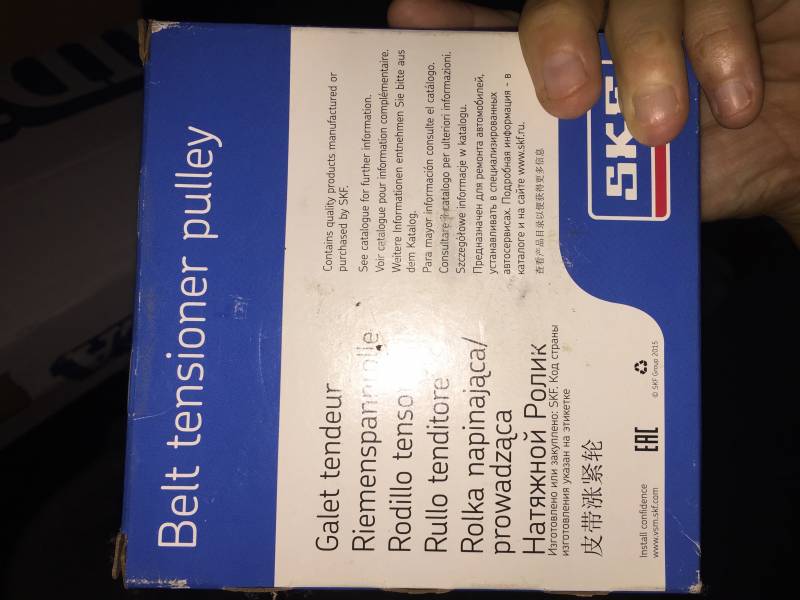 Belt tensioner pulley
Galet tendeur
Riemenspannrolle
Rodillo tensor
Rullo tenditore
Rolka napinająca/
prowadząca
Натяжной Ролик
Изготовлено или закуплено: SKF. Код страны
изготовления указан на этикетке
皮带涨紧轮
Contains quality products manufactured or
purchased by SKF.
See catalogue for further information.
Voir catalogue pour information complémentaire.
Weitere Informationen entnehmen Sie bitte aus
dem Katalog.
Para mayor información consulte el catálogo.
Consultare il catalogo per ulteriori informazioni.
Szczegółowe informacje w katalogu.
Предназначен для ремонта автомобилей,
устанавливать в специализированных
автосервисах. Подробная информация - в
каталоге и на сайте www.skf.ru.
查看产品目录以便获得更多信息
SKF
Install confidence
www.vsm.skf.com
EAC
© SKF Group 2015